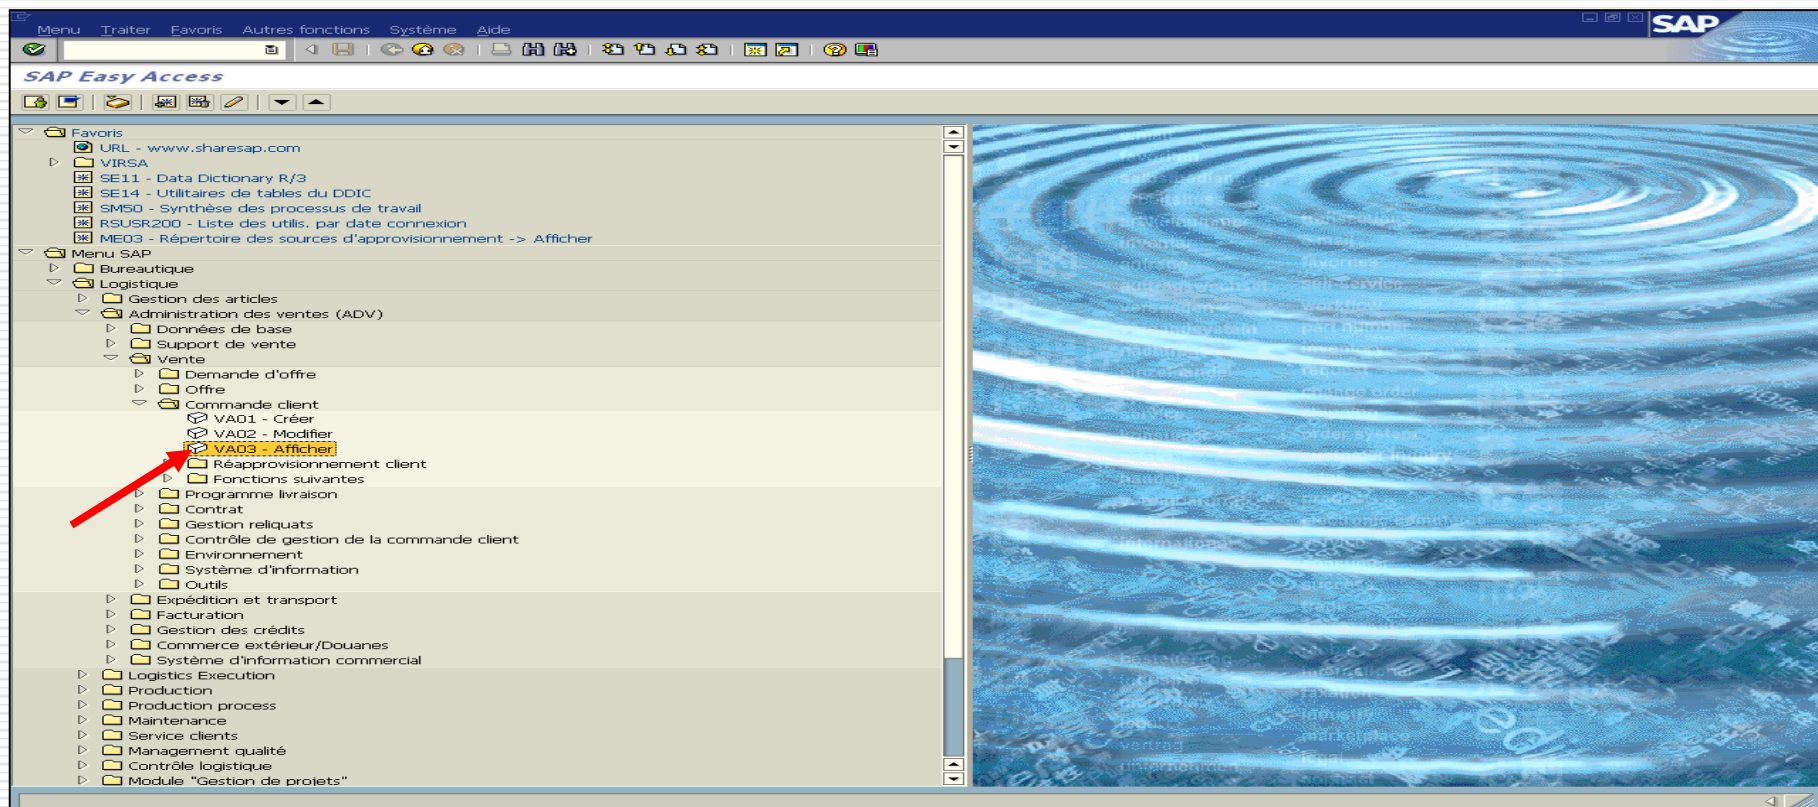 Menu Traiter Favoris Autres fonctions Système Aide
SAP
SAP Easy Access
Favoris
URL - www.sharesap.com
VIRSA
SE11 - Data Dictionary R/3
SE14 - Utilitaires de tables du DDIC
SM50 - Synthèse des processus de travail
RSUSR200 - Liste des utilis. par date connexion
ME03 - Répertoire des sources d'approvisionnement -> Afficher
Menu SAP
Bureautique
Logistique
Gestion des articles
Administration des ventes (ADV)
Données de base
Support de vente
Vente
Demande d'offre
Offre
Commande client
VA01 - Créer
VA02 - Modifier
VA03 - Afficher
Réapprovisionnement client
Fonctions suivantes
Programme livraison
Contrat
Gestion reliquats
Contrôle de gestion de la commande client
Environnement
Système d'information
Outils
Expédition et transport
Facturation
Gestion des crédits
Commerce extérieur/Douanes
Système d'information commercial
Logistics Execution
Production
Production process
Maintenance
Service clients
Management qualité
Contrôle logistique
Module "Gestion de projets"